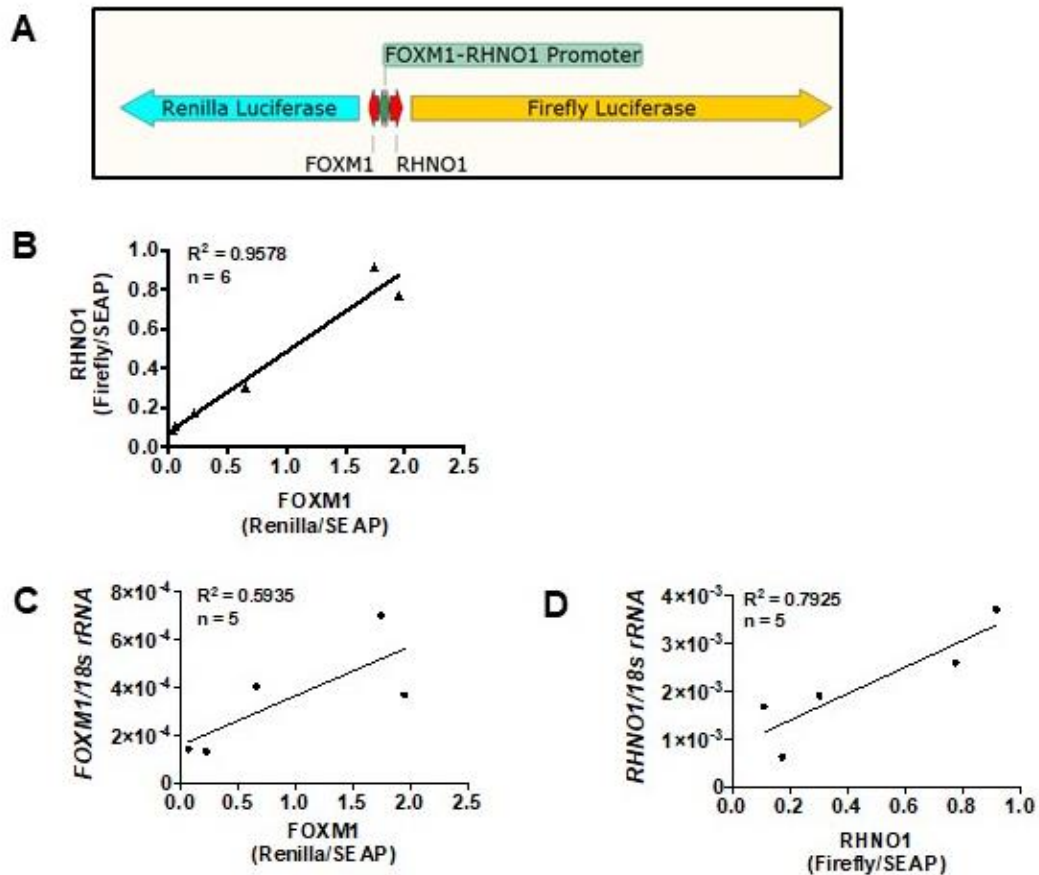 A
FOXM1-RHNO1 Promoter
Renilla Luciferase
Firefly Luciferase
FOXM1
RHNO1
B
R² = 0.9578
n = 6
RHNO1
(Firefly/SEAP)
1.0
0.8
0.6
0.4
0.2
0.0
0.0 0.5 1.0 1.5 2.0 2.5
FOXM1
(Renilla/SEAP)
C
R² = 0.5935
n = 5
FOXM1/18s rRNA
8×10⁻⁴
6×10⁻⁴
4×10⁻⁴
2×10⁻⁴
0
0.0 0.5 1.0 1.5 2.0 2.5
FOXM1
(Renilla/SEAP)
D
R² = 0.7925
n = 5
RHNO1/18s rRNA
4×10⁻³
3×10⁻³
2×10⁻³
1×10⁻³
0
0.0 0.2 0.4 0.6 0.8 1.0
RHNO1
(Firefly/SEAP)